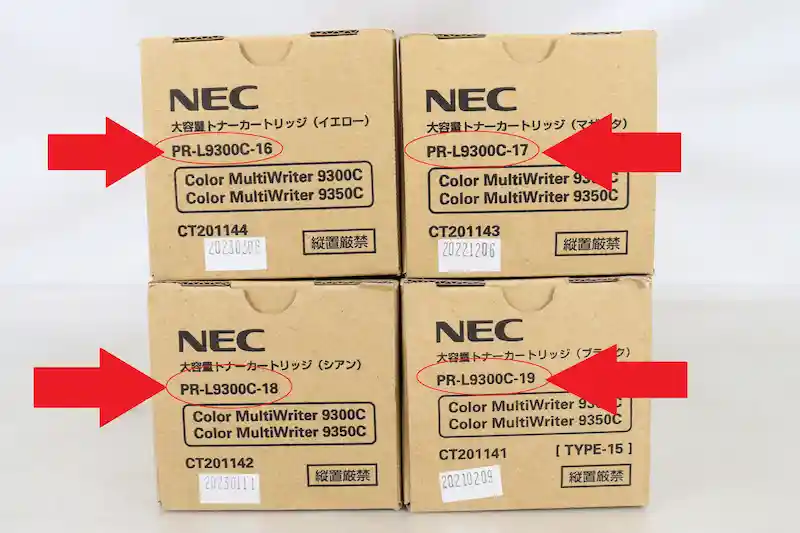 NEC
大容量トナーカートリッジ（イエロー）
PR-L9300C-16
Color MultiWriter 9300C
Color MultiWriter 9350C
CT201144
縦置厳禁
NEC
大容量トナーカートリッジ（マ タ）
PR-L9300C-17
Color MultiWriter 9300C
Color MultiWriter 9350C
CT201143
20221206
縦置厳禁
NEC
大容量トナーカートリッジ（シアン）
PR-L9300C-18
Color MultiWriter 9300C
Color MultiWriter 9350C
CT201142
20230111
縦置厳禁
NEC
大容量トナーカートリッジ（ブラック）
PR-L9300C-19
Color MultiWriter 9300C
Color MultiWriter 9350C
CT201141
[ TYPE-15 ]
20210209
縦置厳禁